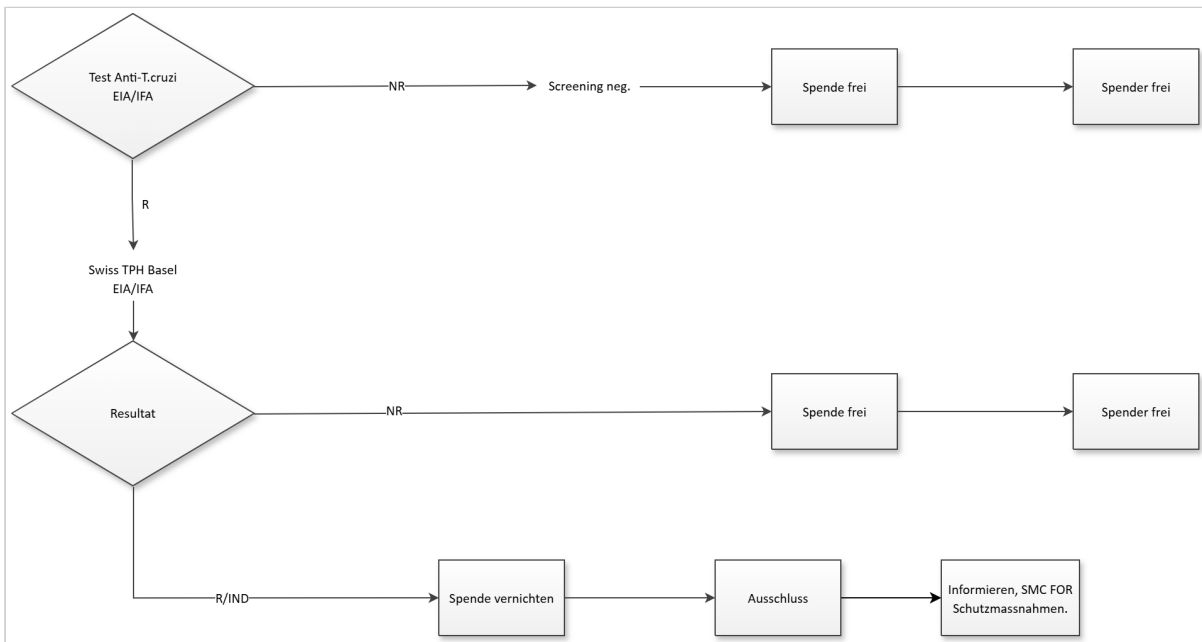 Test Anti-T.cruzi
EIA/IFA
NR
Screening neg.
Spende frei
Spender frei
R
Swiss TPH Basel
EIA/IFA
Resultat
NR
Spende frei
Spender frei
R/IND
Spende vernichten
Ausschluss
Informieren, SMC FOR
Schutzmassnahmen.